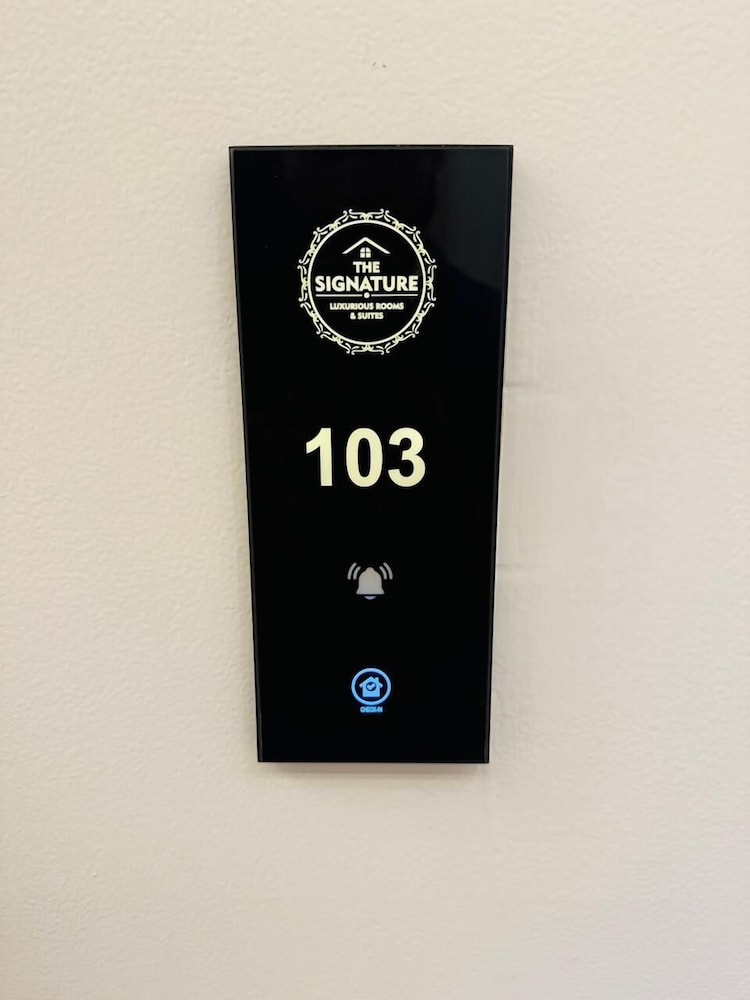 THE
SIGNATURE
LUXURIOUS ROOMS
& SUITES
103
CHECK-IN